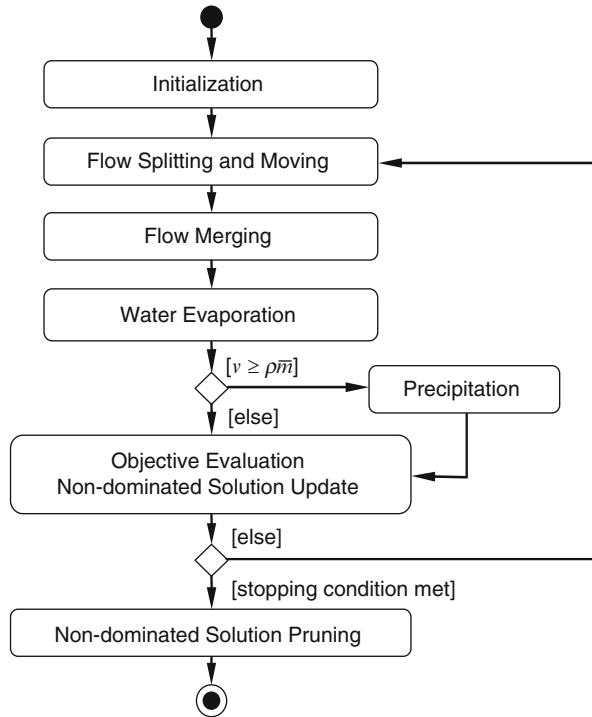 Initialization
Flow Splitting and Moving
Flow Merging
Water Evaporation
[v ≥ ρm̅]
Precipitation
[else]
Objective Evaluation
Non-dominated Solution Update
[else]
[stopping condition met]
Non-dominated Solution Pruning